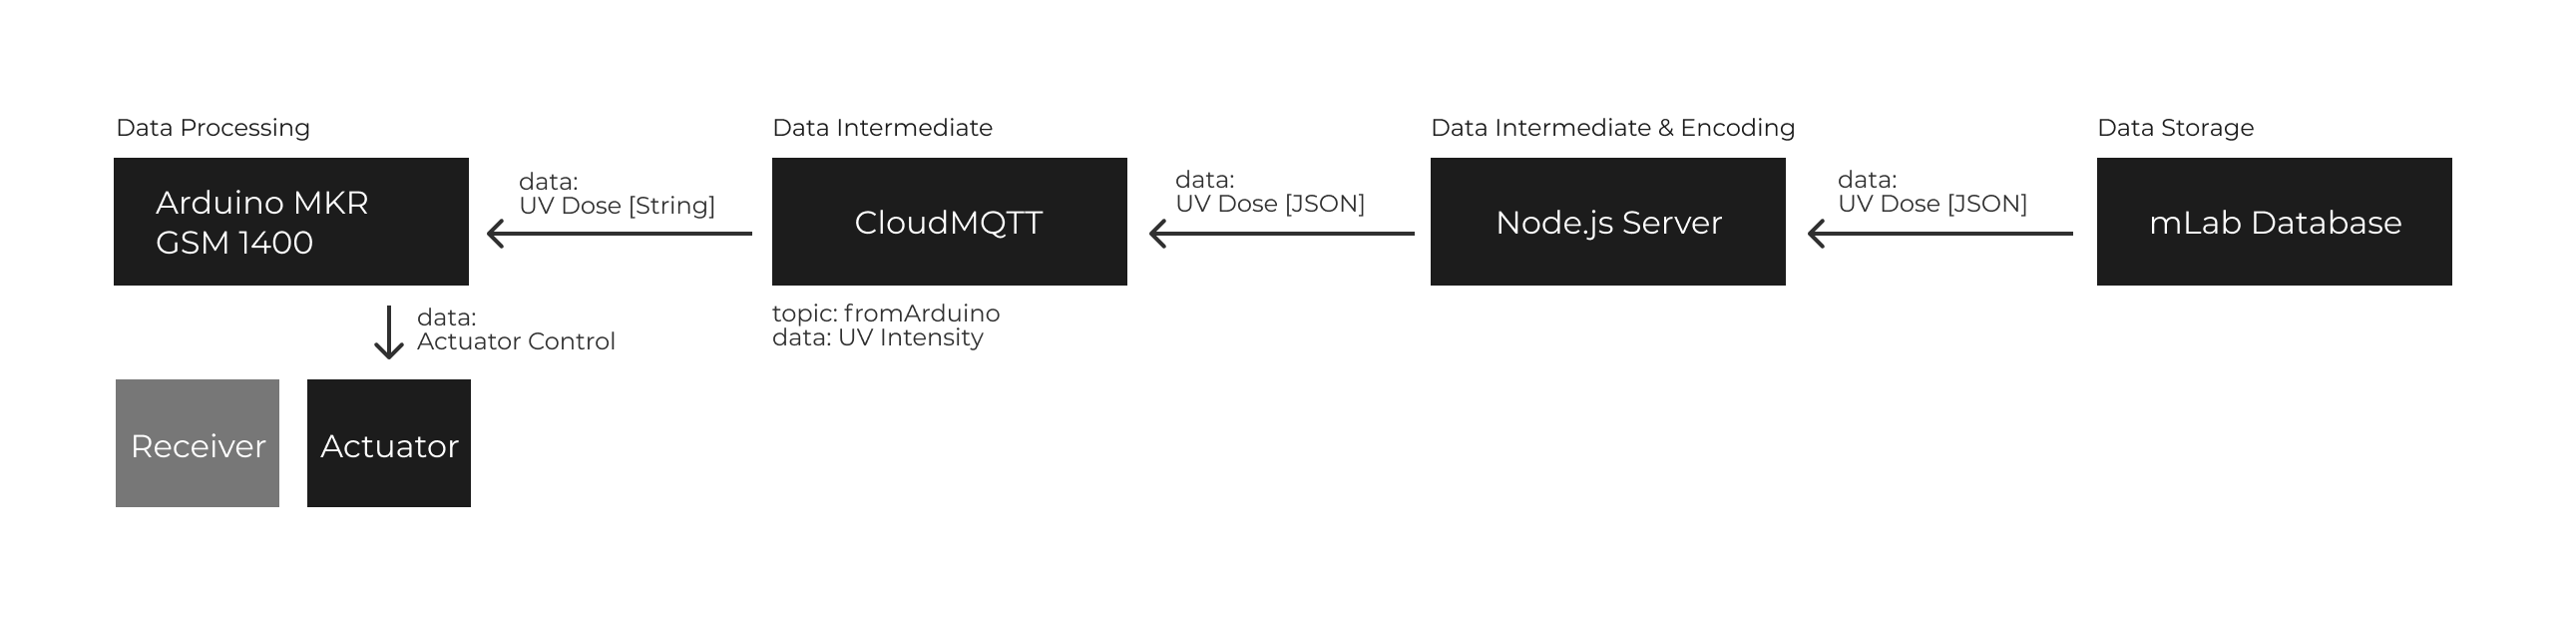 Data Processing
Data Intermediate
Data Intermediate & Encoding
Data Storage
Arduino MKR
GSM 1400
data:
UV Dose [String]
CloudMQTT
data:
UV Dose [JSON]
Node.js Server
data:
UV Dose [JSON]
mLab Database
data:
Actuator Control
topic: fromArduino
data: UV Intensity
Receiver
Actuator